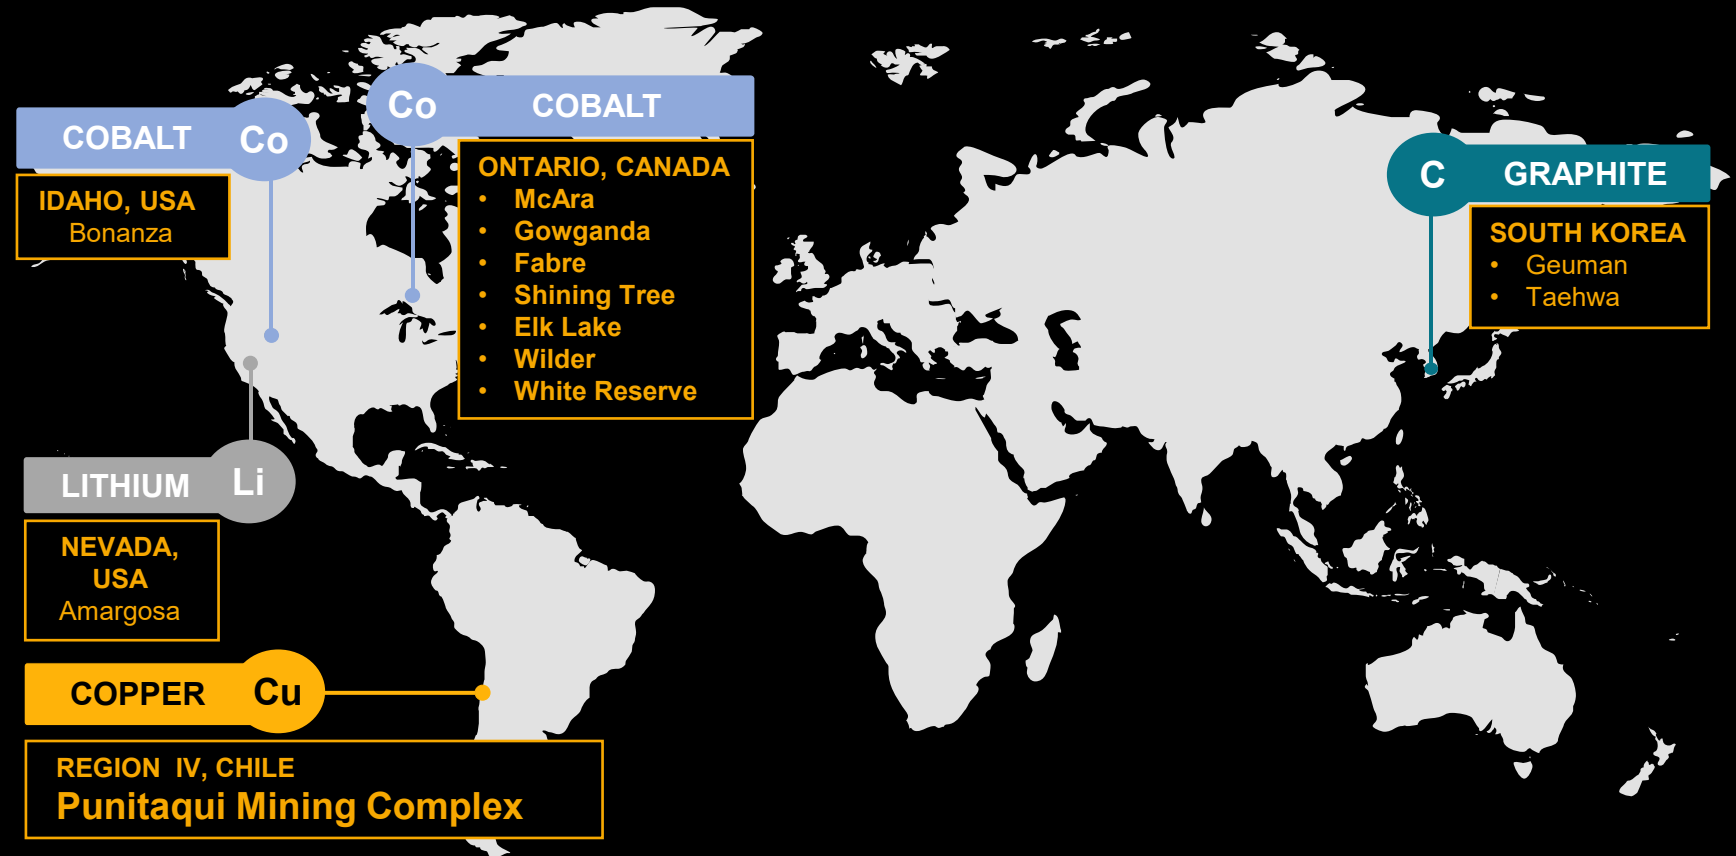 COBALT Co
IDAHO, USA
Bonanza
Co COBALT
ONTARIO, CANADA
• McAra
• Gowganda
• Fabre
• Shining Tree
• Elk Lake
• Wilder
• White Reserve
C GRAPHITE
SOUTH KOREA
• Geuman
• Taehwa
LITHIUM Li
NEVADA,
USA
Amargosa
COPPER Cu
REGION IV, CHILE
Punitaqui Mining Complex